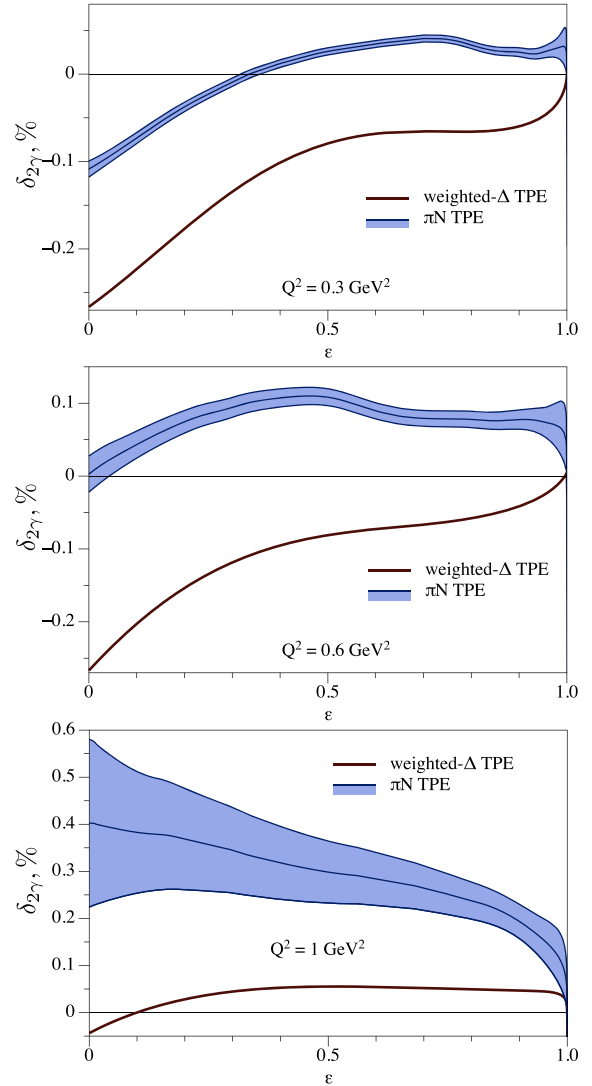 0
−0.1
−0.2
δ2γ, %
weighted-Δ TPE
πN TPE
Q² = 0.3 GeV²
0 0.5 1.0
ε
0.1
0
−0.1
−0.2
δ2γ, %
weighted-Δ TPE
πN TPE
Q² = 0.6 GeV²
0 0.5 1.0
ε
0.6
0.5
0.4
0.3
0.2
0.1
0
δ2γ, %
weighted-Δ TPE
πN TPE
Q² = 1 GeV²
0 0.5 1.0
ε